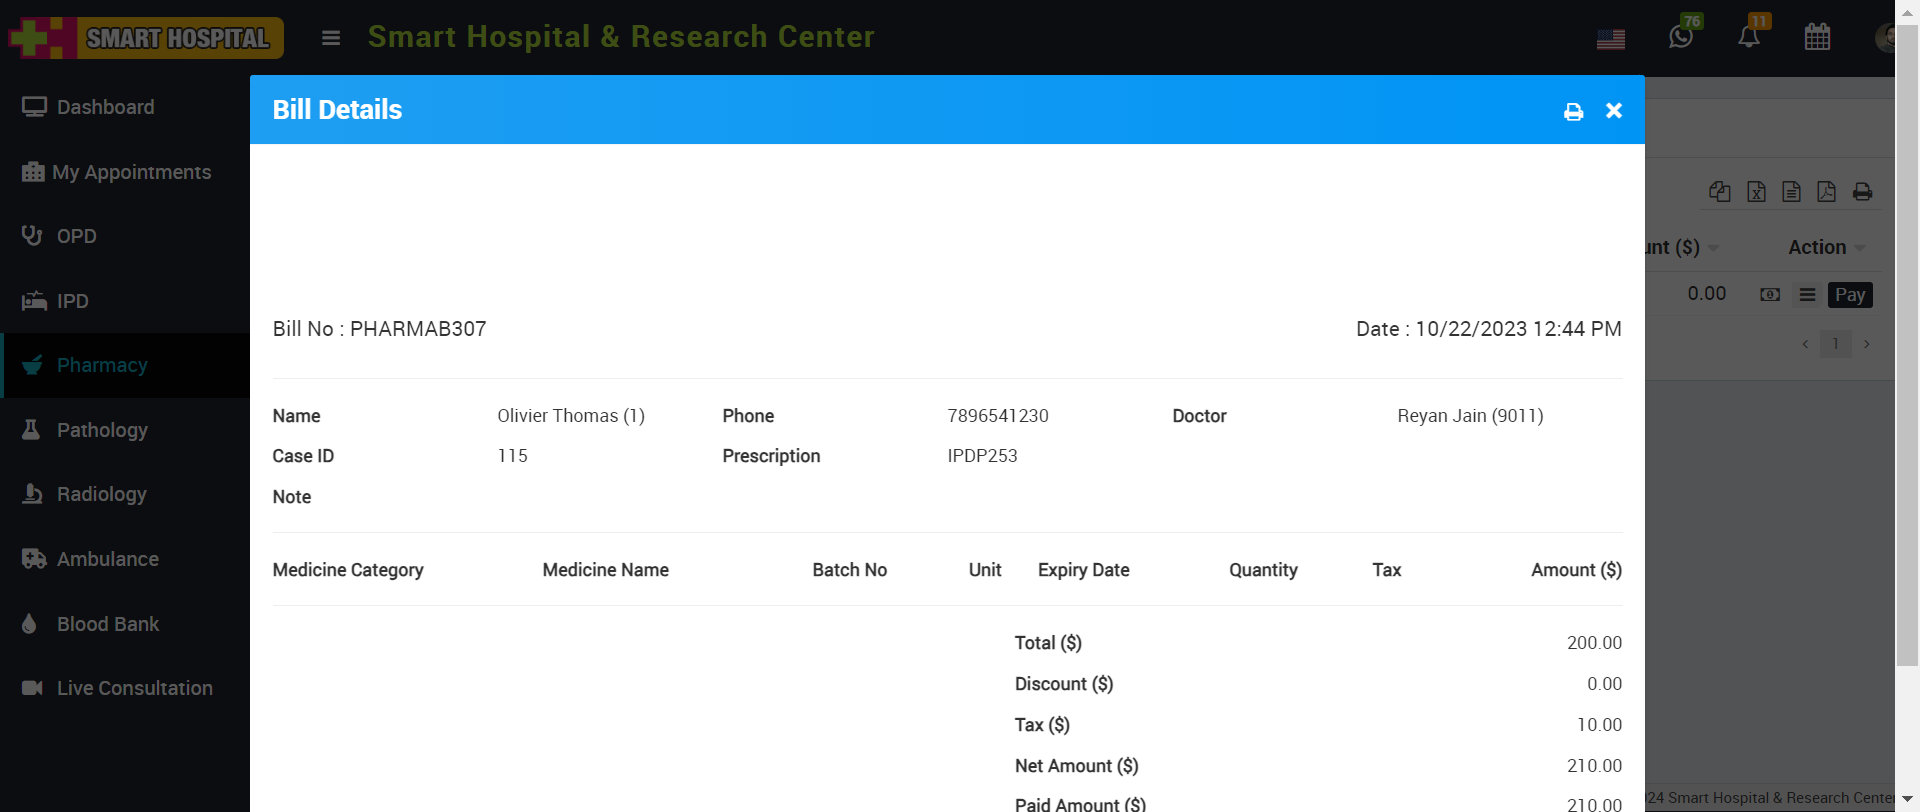 SMART HOSPITAL
Smart Hospital & Research Center
76
11
Dashboard
My Appointments
OPD
IPD
Pharmacy
Pathology
Radiology
Ambulance
Blood Bank
Live Consultation
Bill Details
Bill No : PHARMAB307
Date : 10/22/2023 12:44 PM
Name Olivier Thomas (1) Phone 7896541230 Doctor Reyan Jain (9011)
Case ID 115 Prescription IPDP253
Note
Medicine Category Medicine Name Batch No Unit Expiry Date Quantity Tax Amount ($)
Total ($) 200.00
Discount ($) 0.00
Tax ($) 10.00
Net Amount ($) 210.00
Paid Amount ($) 210.00
($) Action
0.00 Pay
1
Smart Hospital & Research Center